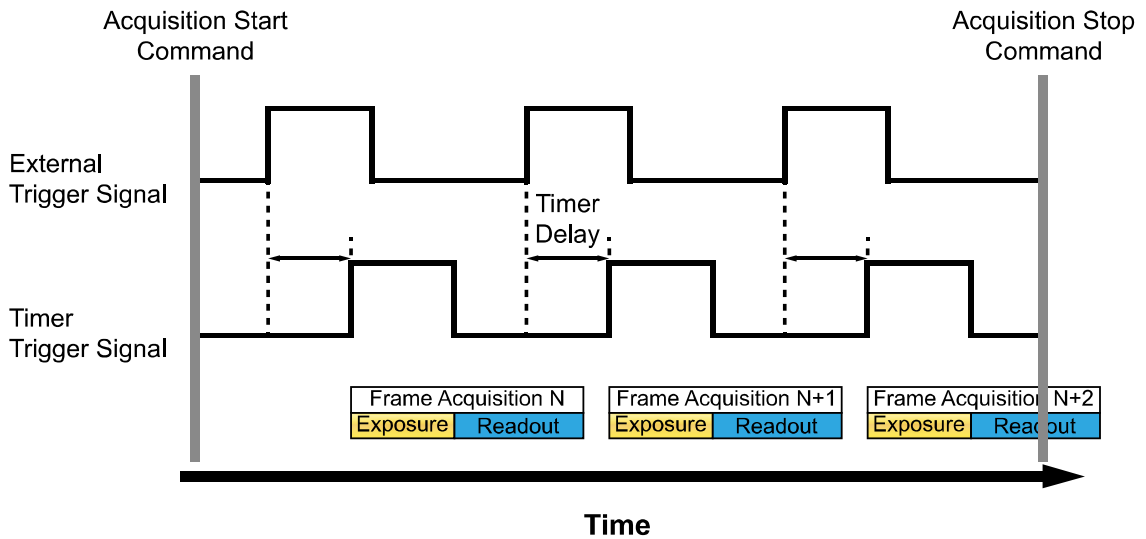 Acquisition Start
Command
Acquisition Stop
Command
External
Trigger Signal
Timer
Delay
Timer
Trigger Signal
Frame Acquisition N
Frame Acquisition N+1
Frame Acquisition N+2
Exposure
Readout
Exposure
Readout
Exposure
Readout
Time